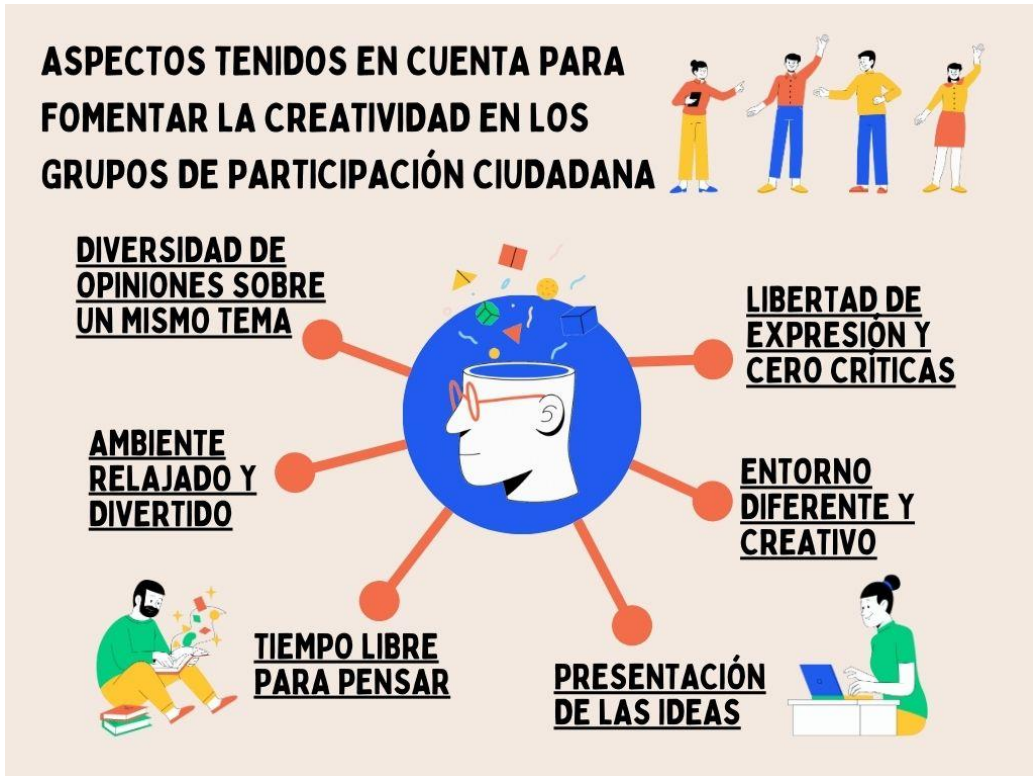 ASPECTOS TENIDOS EN CUENTA PARA
FOMENTAR LA CREATIVIDAD EN LOS
GRUPOS DE PARTICIPACIÓN CIUDADANA
DIVERSIDAD DE
OPINIONES SOBRE
UN MISMO TEMA
LIBERTAD DE
EXPRESIÓN Y
CERO CRÍTICAS
AMBIENTE
RELAJADO Y
DIVERTIDO
ENTORNO
DIFERENTE Y
CREATIVO
TIEMPO LIBRE
PARA PENSAR
PRESENTACIÓN
DE LAS IDEAS